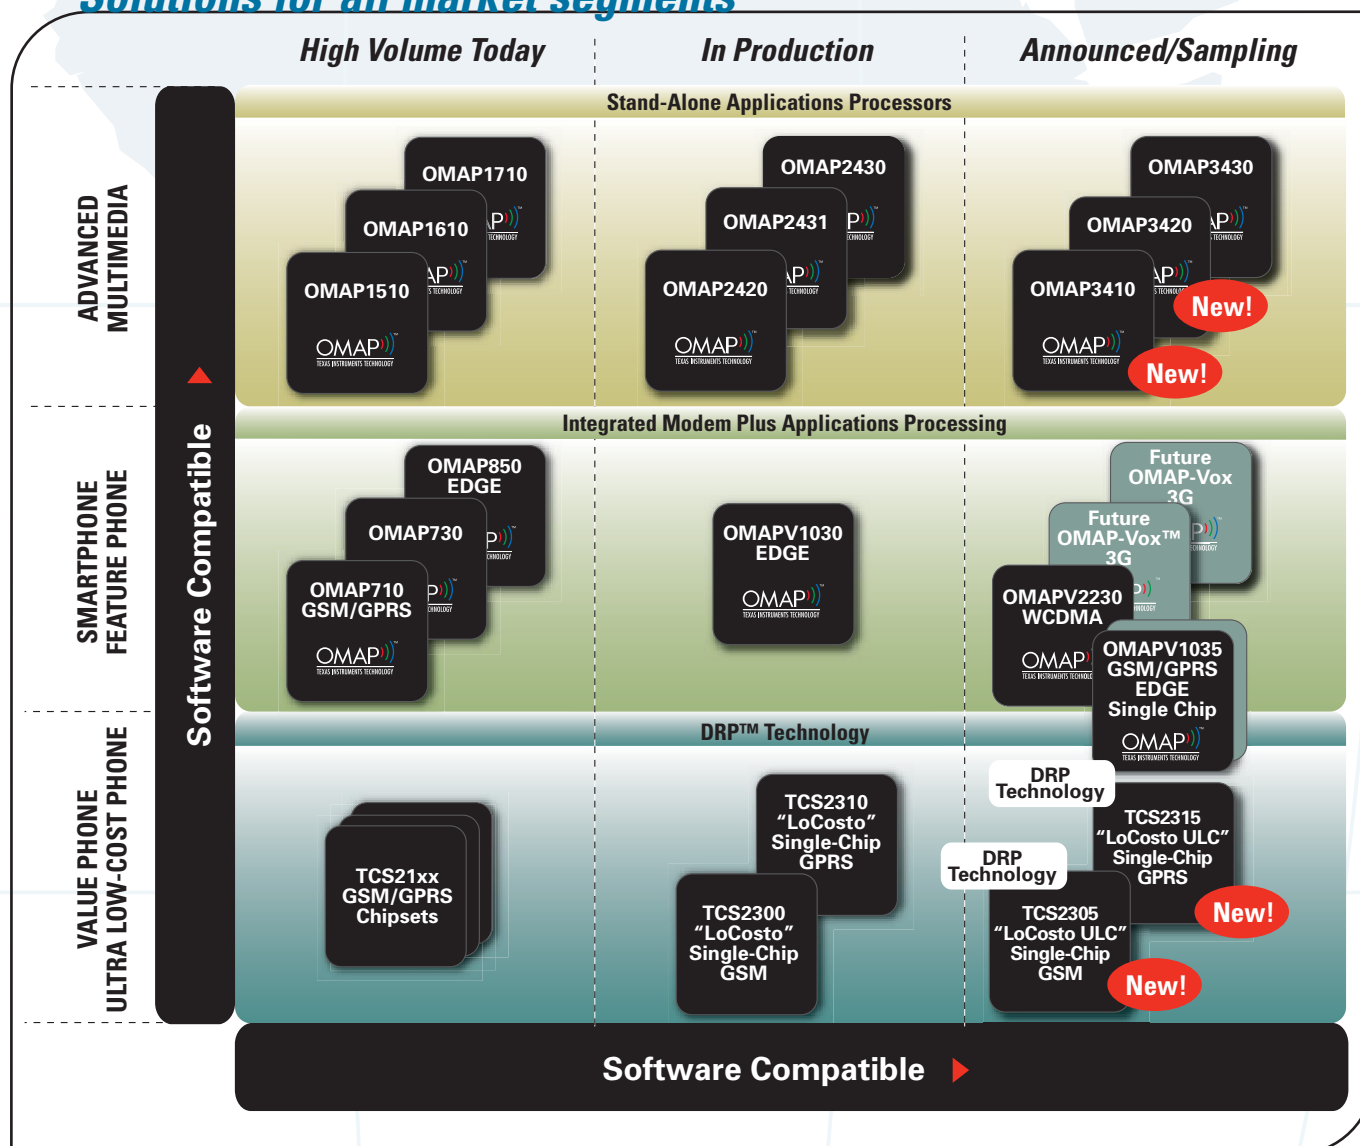 Solutions for all market segments
High Volume Today
In Production
Announced/Sampling
ADVANCED
MULTIMEDIA
SMARTPHONE
FEATURE PHONE
VALUE PHONE
ULTRA LOW-COST PHONE
Software Compatible
Stand-Alone Applications Processors
OMAP1710
OMAP1610
OMAP1510
OMAP
TEXAS INSTRUMENTS TECHNOLOGY
OMAP2430
OMAP2431
OMAP2420
OMAP
TEXAS INSTRUMENTS TECHNOLOGY
OMAP3430
OMAP3420
New!
OMAP3410
OMAP
TEXAS INSTRUMENTS TECHNOLOGY
New!
Integrated Modem Plus Applications Processing
OMAP850
EDGE
OMAP730
OMAP710
GSM/GPRS
OMAP
TEXAS INSTRUMENTS TECHNOLOGY
OMAPV1030
EDGE
OMAP
TEXAS INSTRUMENTS TECHNOLOGY
Future
OMAP-Vox
3G
Future
OMAP-Vox™
3G
OMAPV2230
WCDMA
OMAPV1035
GSM/GPRS
EDGE
Single Chip
OMAP
TEXAS INSTRUMENTS TECHNOLOGY
DRP™ Technology
TCS21xx
GSM/GPRS
Chipsets
TCS2310
“LoCosto”
Single-Chip
GPRS
TCS2300
“LoCosto”
Single-Chip
GSM
DRP
Technology
TCS2315
“LoCosto ULC”
Single-Chip
GPRS
New!
DRP
Technology
TCS2305
“LoCosto ULC”
Single-Chip
GSM
New!
Software Compatible